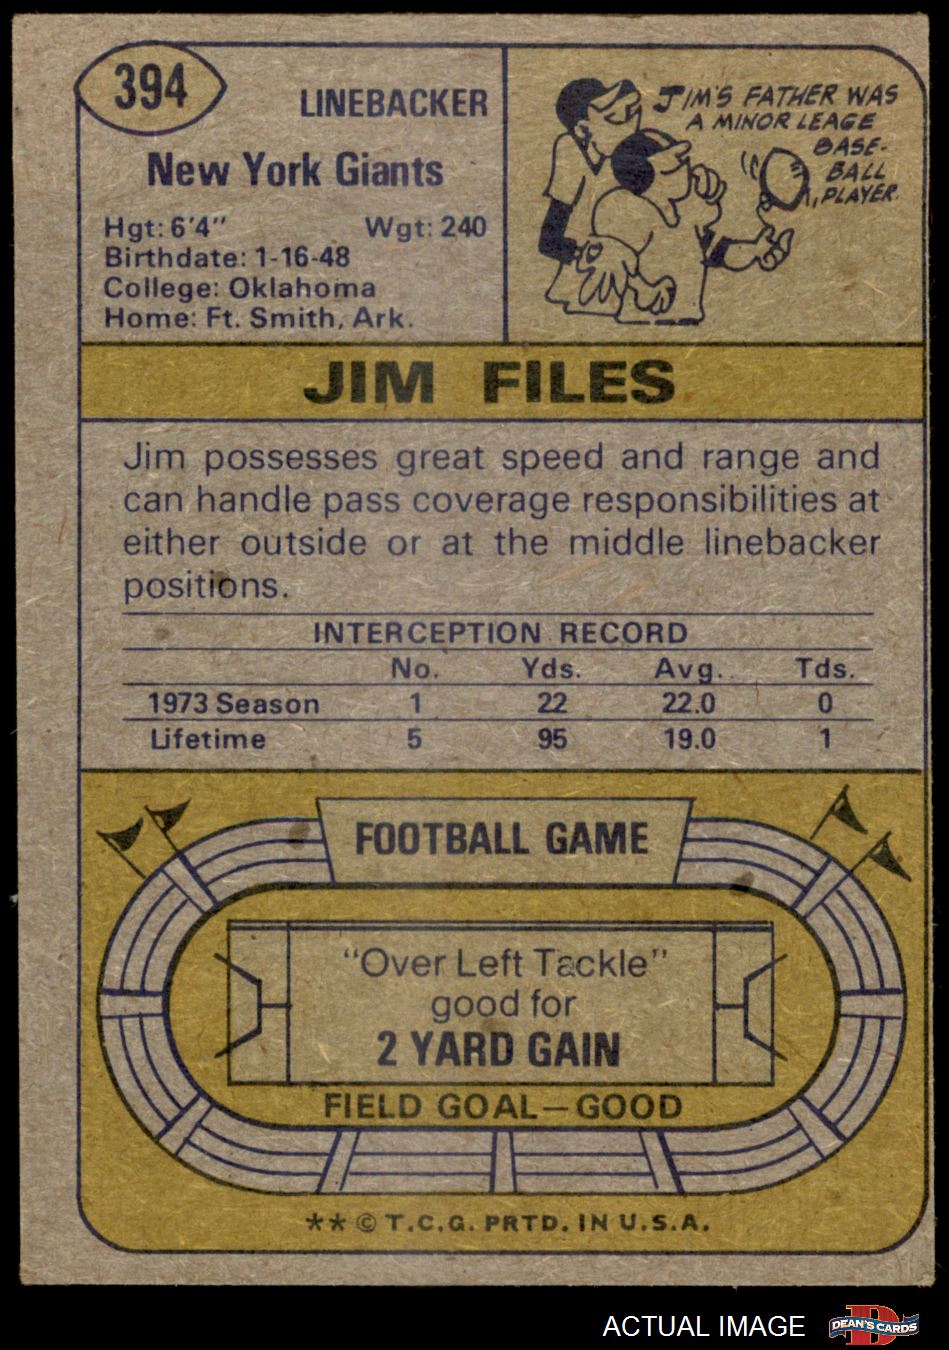 394
LINEBACKER
New York Giants
Hgt: 6'4" Wgt: 240
Birthdate: 1-16-48
College: Oklahoma
Home: Ft. Smith, Ark.
JIM'S FATHER WAS
A MINOR LEAGE
BASE-
BALL
PLAYER.
JIM FILES
Jim possesses great speed and range and
can handle pass coverage responsibilities at
either outside or at the middle linebacker
positions.
INTERCEPTION RECORD
No. Yds. Avg. Tds.
1973 Season 1 22 22.0 0
Lifetime 5 95 19.0 1
FOOTBALL GAME
"Over Left Tackle"
good for
2 YARD GAIN
FIELD GOAL—GOOD
** © T.C.G. PRTD. IN U.S.A.
ACTUAL IMAGE
D
DEAN'S CARDS